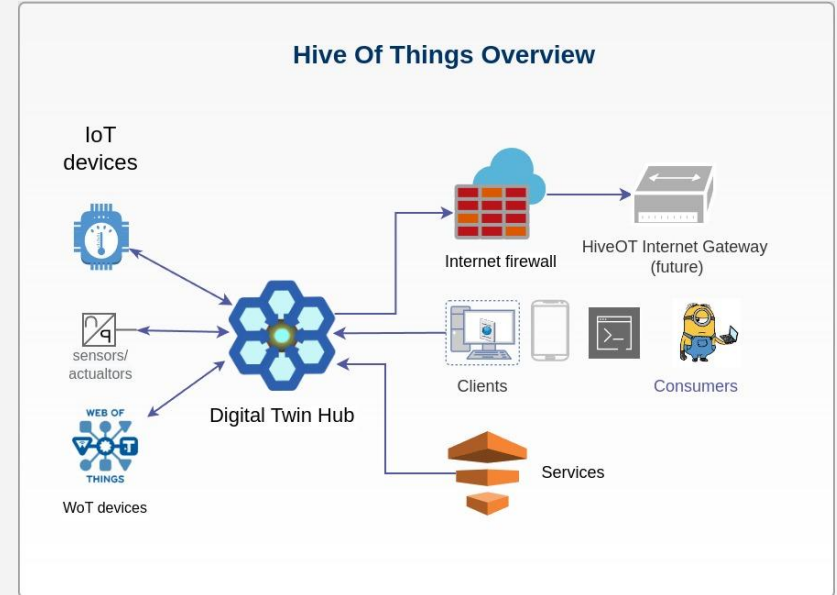 Hive Of Things Overview
IoT
devices
Internet firewall
HiveOT Internet Gateway
(future)
sensors/
actualtors
Clients
Consumers
WEB OF
W T
THINGS
Digital Twin Hub
Services
WoT devices